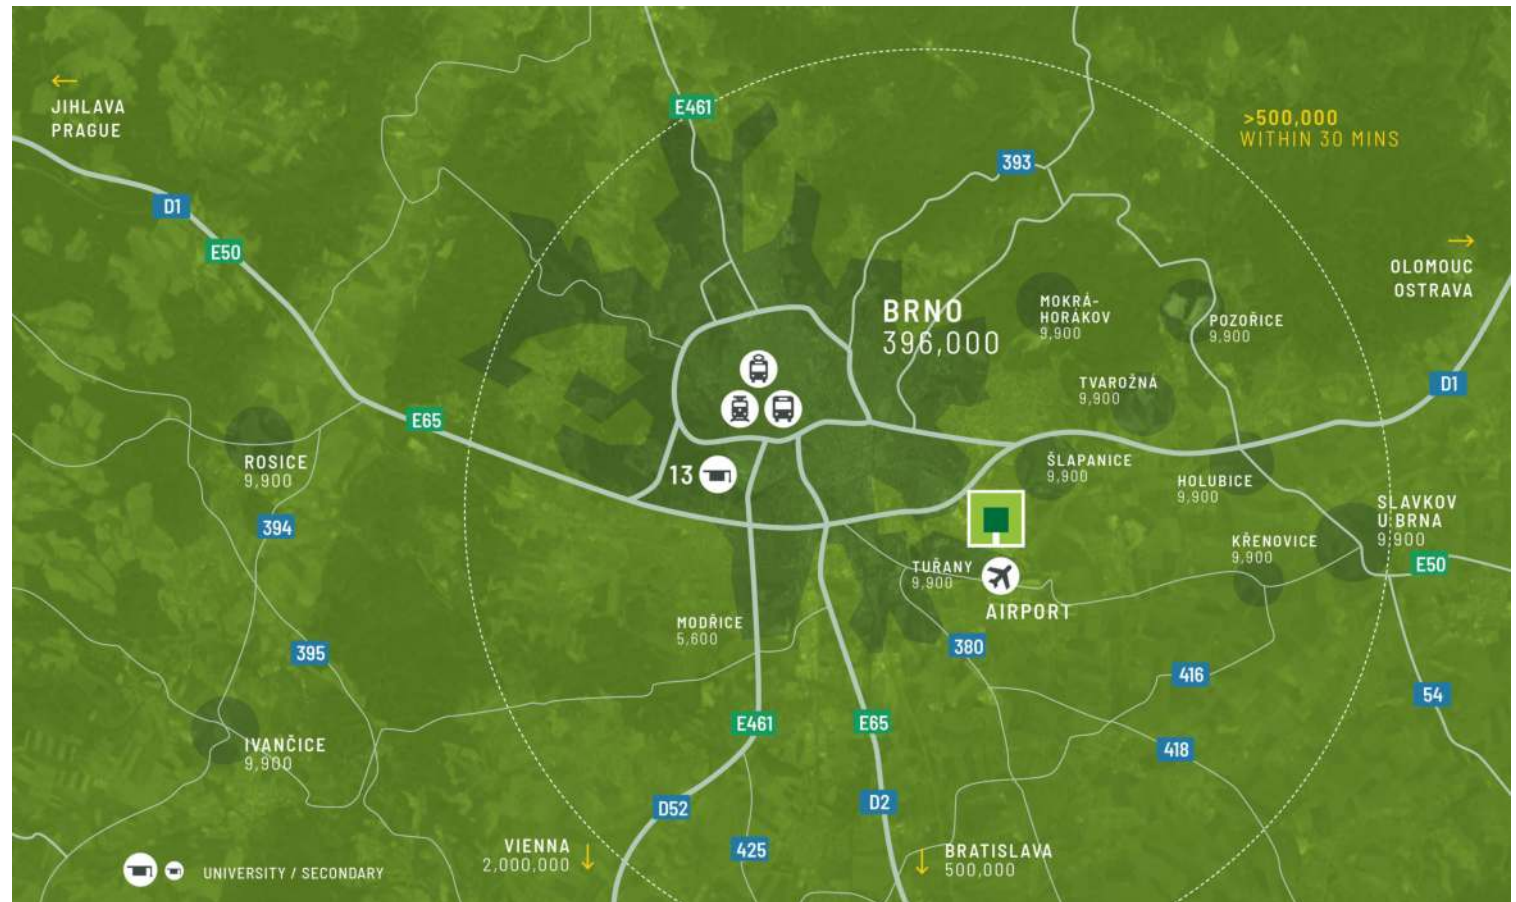 E461
JIHLAVA
PRAGUE
>500,000
WITHIN 30 MINS
393
D1
E50
OLOMOUC
OSTRAVA
BRNO
396,000
MOKRÁ-
HORÁKOV
9,900
POZOŘICE
9,900
TVAROŽNÁ
9,900
D1
E65
ROSICE
9,900
13
ŠLAPANICE
9,900
HOLUBICE
9,900
SLAVKOV
U BRNA
9,900
394
KŘENOVICE
9,900
E50
TUŘANY
9,900
AIRPORT
MODŘICE
5,600
395
380
416
54
E461
E65
IVANČICE
9,900
418
D52
D2
425
VIENNA
2,000,000
BRATISLAVA
500,000
UNIVERSITY / SECONDARY